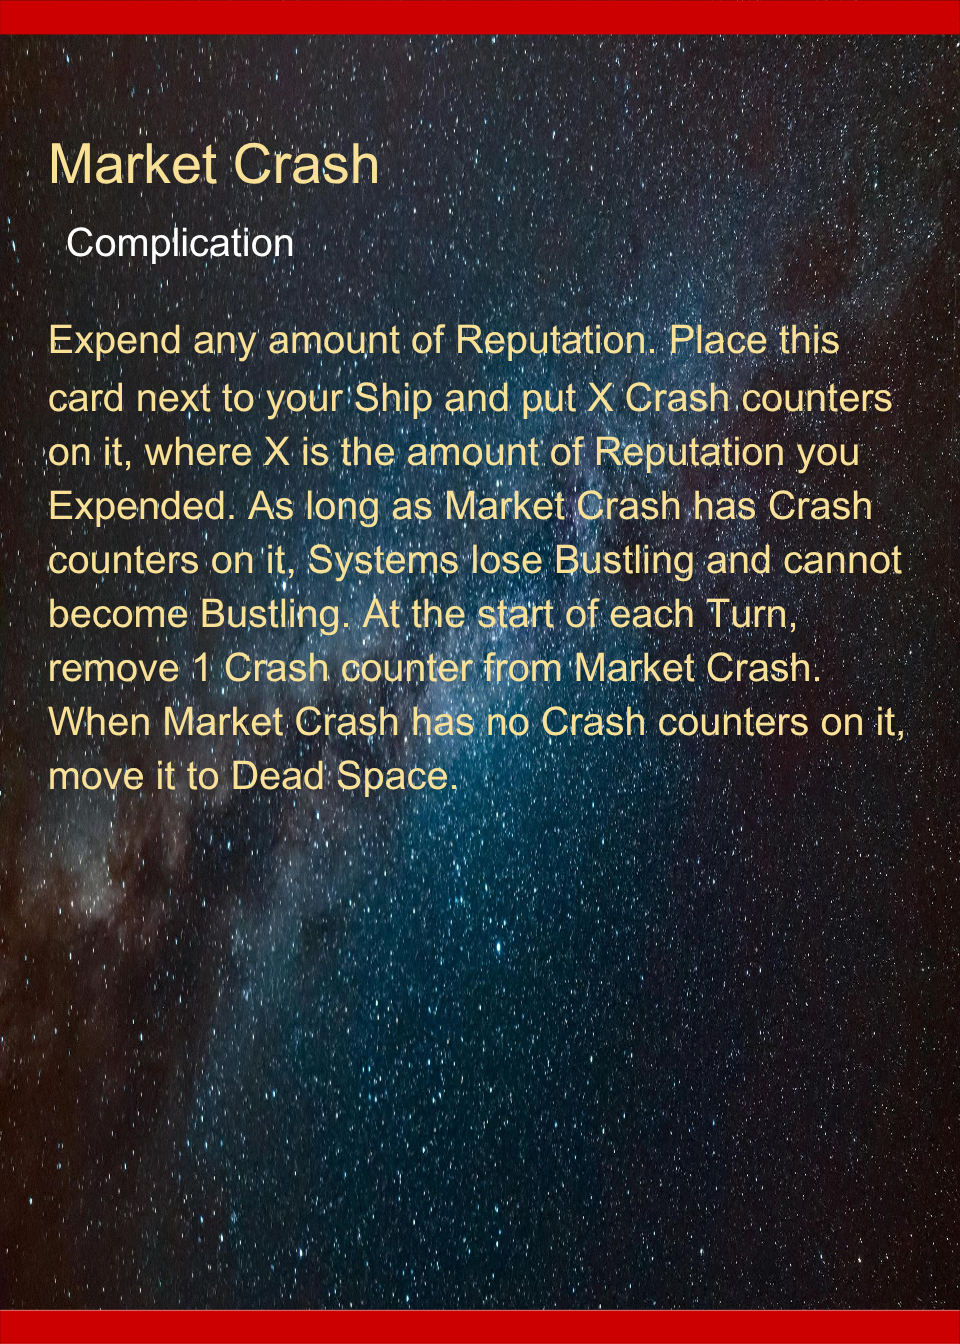 Market Crash
Complication
Expend any amount of Reputation. Place this
card next to your Ship and put X Crash counters
on it, where X is the amount of Reputation you
Expended. As long as Market Crash has Crash
counters on it, Systems lose Bustling and cannot
become Bustling. At the start of each Turn,
remove 1 Crash counter from Market Crash.
When Market Crash has no Crash counters on it,
move it to Dead Space.